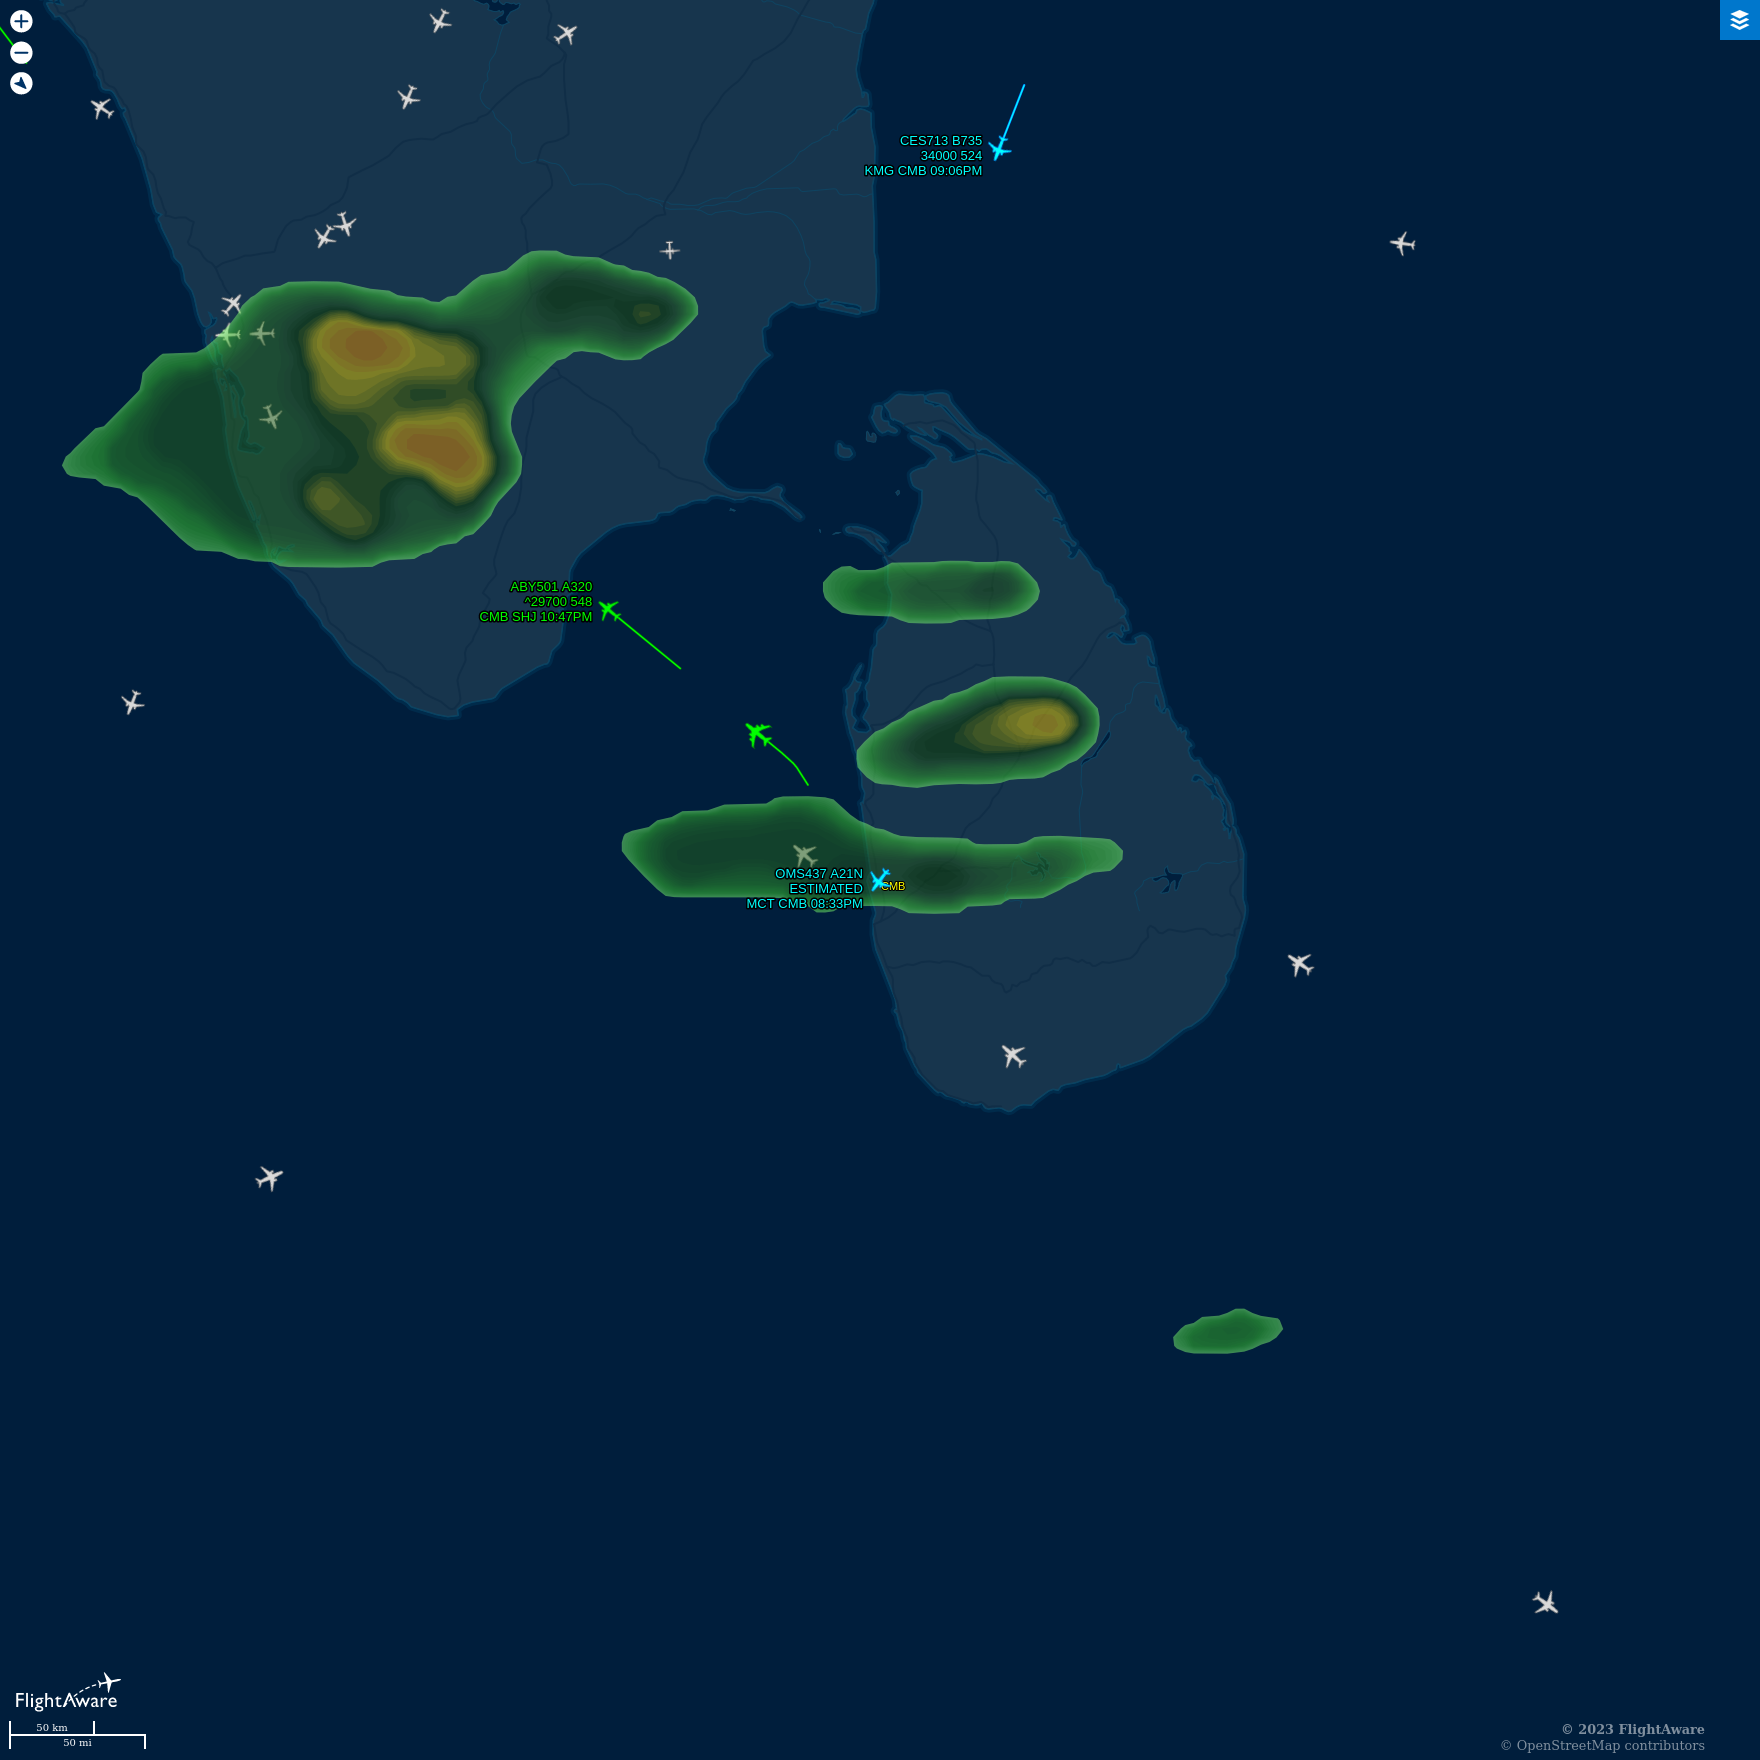 CES713 B735
34000 524
KMG CMB 09:06PM
ABY501 A320
^29700 548
CMB SHJ 10:47PM
OMS437 A21N
ESTIMATED
MCT CMB 08:33PM
CMB
FlightAware
50 km
50 mi
© 2023 FlightAware
© OpenStreetMap contributors